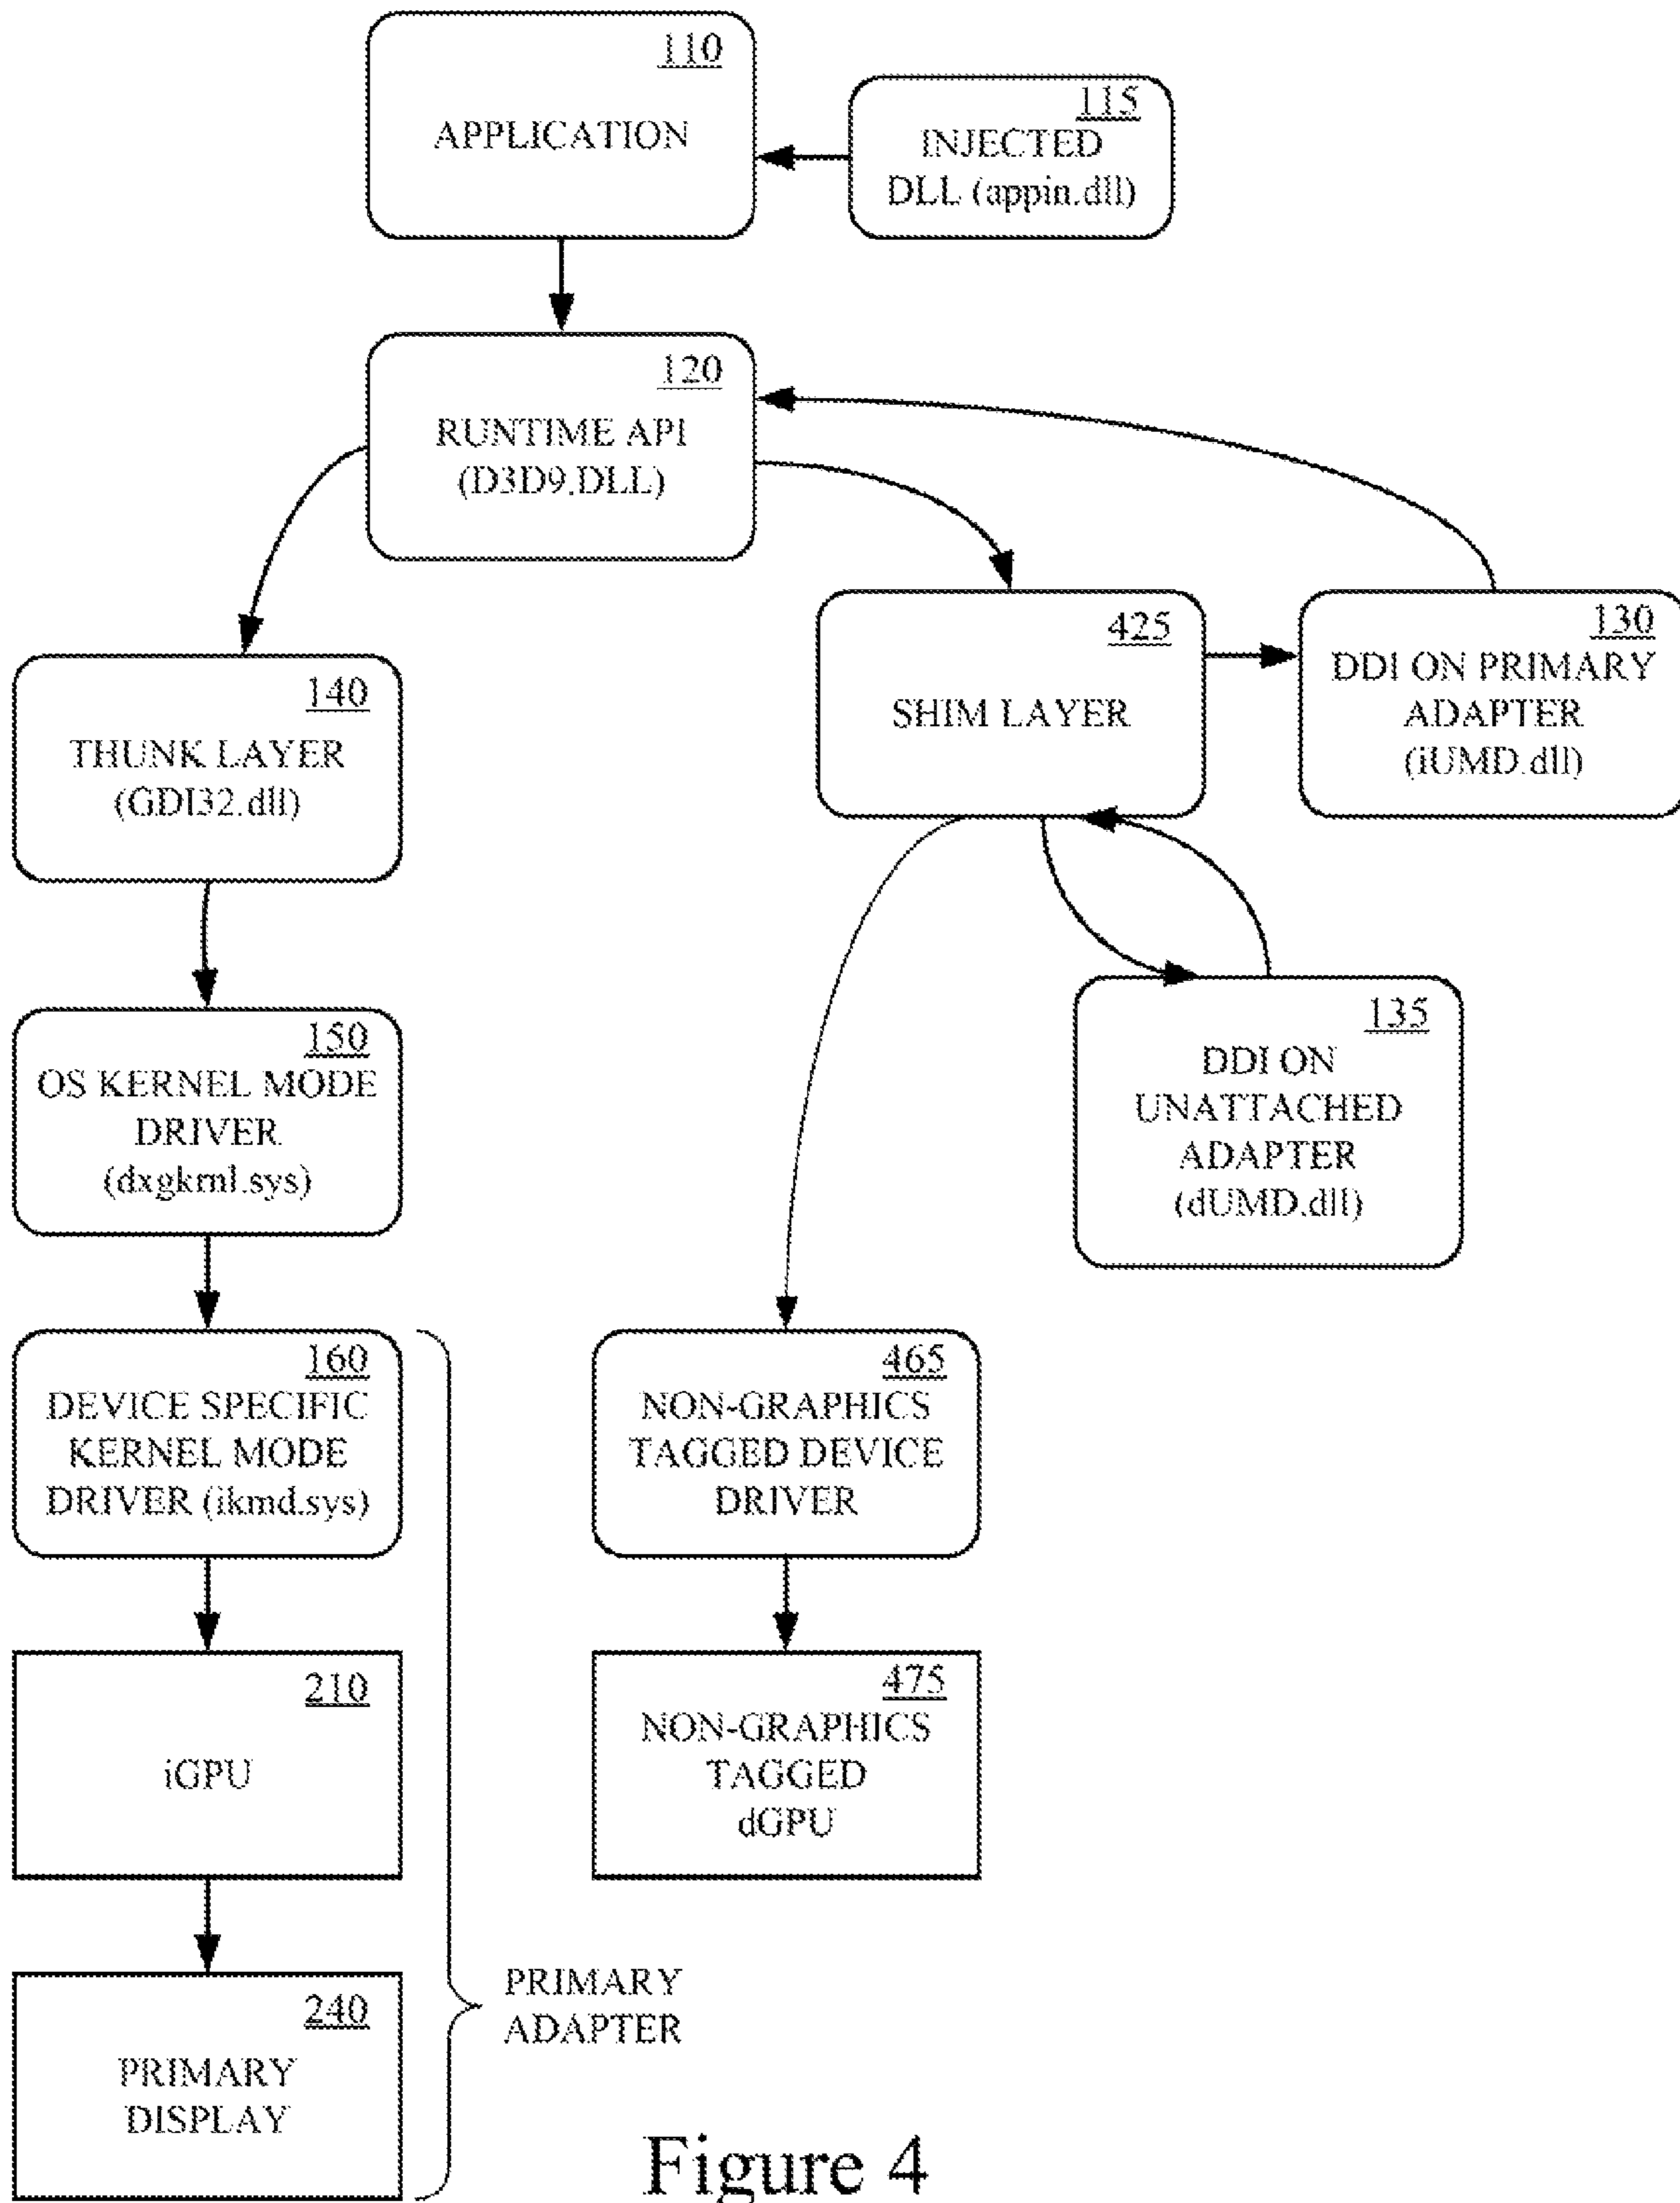 110
APPLICATION
115
INJECTED
DLL (appin.dll)
120
RUNTIME API
(D3D9.DLL)
425
SHIM LAYER
130
DDI ON PRIMARY
ADAPTER
(iUMD.dll)
140
THUNK LAYER
(GDI32.dll)
135
DDI ON
UNATTACHED
ADAPTER
(dUMD.dll)
150
OS KERNEL MODE
DRIVER
(dxgkrnl.sys)
160
DEVICE SPECIFIC
KERNEL MODE
DRIVER (ikmd.sys)
465
NON-GRAPHICS
TAGGED DEVICE
DRIVER
210
iGPU
475
NON-GRAPHICS
TAGGED
dGPU
240
PRIMARY
DISPLAY
PRIMARY
ADAPTER
Figure 4